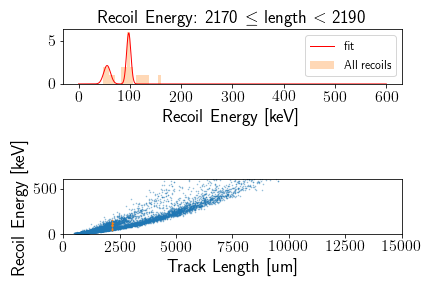 Recoil Energy: 2170 ≤ length < 2190
5
0
fit
All recoils
0 100 200 300 400 500 600
Recoil Energy [keV]
Recoil Energy [keV]
500
0
0 2500 5000 7500 10000 12500 15000
Track Length [um]